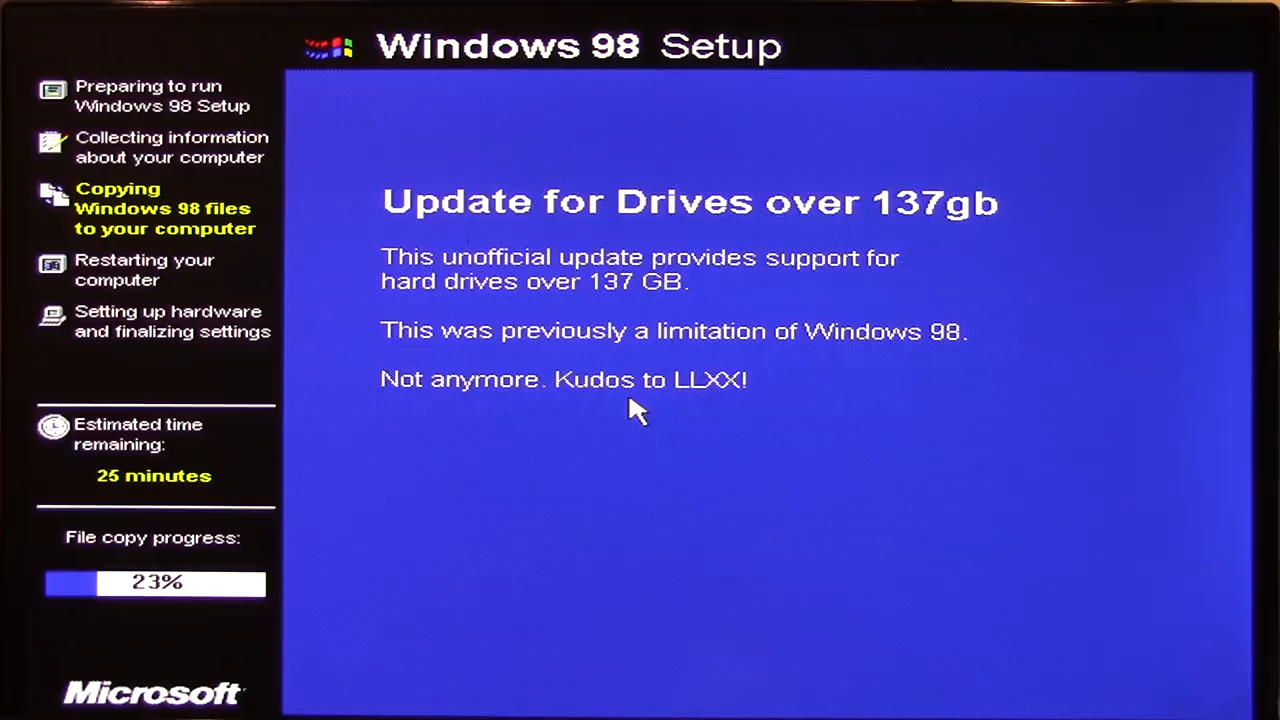 Windows 98 Setup
Preparing to run
Windows 98 Setup
Collecting information
about your computer
Copying
Windows 98 files
to your computer
Restarting your
computer
Setting up hardware
and finalizing settings
Estimated time
remaining:
25 minutes
File copy progress:
23%
Microsoft
Update for Drives over 137gb
This unofficial update provides support for
hard drives over 137 GB.
This was previously a limitation of Windows 98.
Not anymore. Kudos to LLXX!